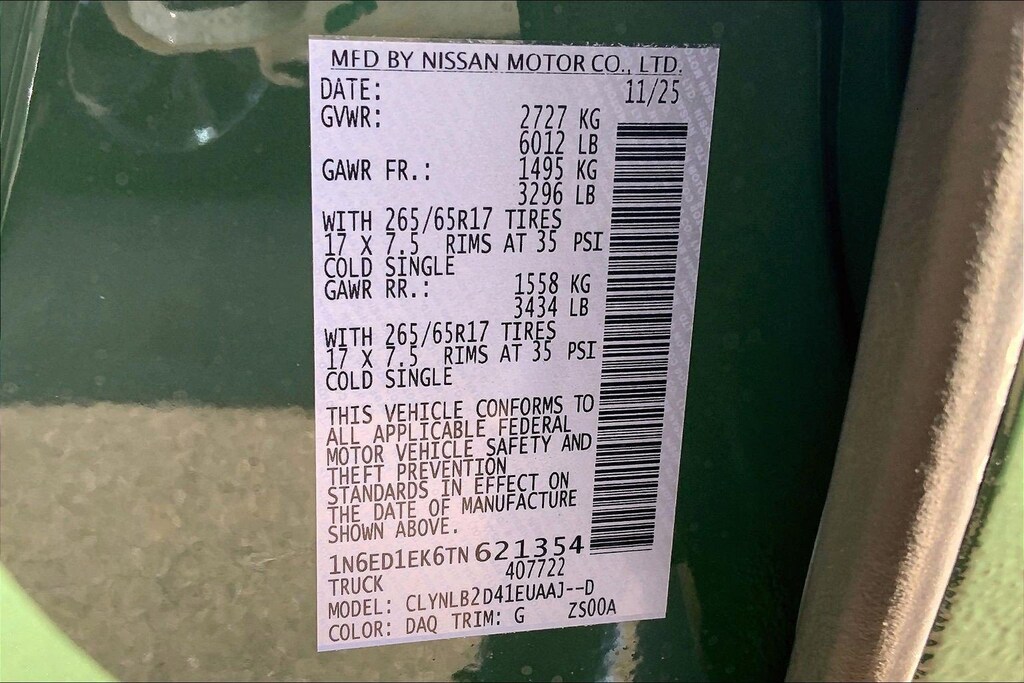 MFD BY NISSAN MOTOR CO., LTD.
DATE: 11/25
GVWR: 2727 KG
6012 LB
GAWR FR.: 1495 KG
3296 LB
WITH 265/65R17 TIRES
17 X 7.5 RIMS AT 35 PSI
COLD SINGLE
GAWR RR.: 1558 KG
3434 LB
WITH 265/65R17 TIRES
17 X 7.5 RIMS AT 35 PSI
COLD SINGLE
THIS VEHICLE CONFORMS TO
ALL APPLICABLE FEDERAL
MOTOR VEHICLE SAFETY AND
THEFT PREVENTION
STANDARDS IN EFFECT ON
THE DATE OF MANUFACTURE
SHOWN ABOVE.
1N6ED1EK6TN621354
407722
TRUCK
MODEL: CLYNLB2D41EUAAJ--D
COLOR: DAQ TRIM: G ZS00A